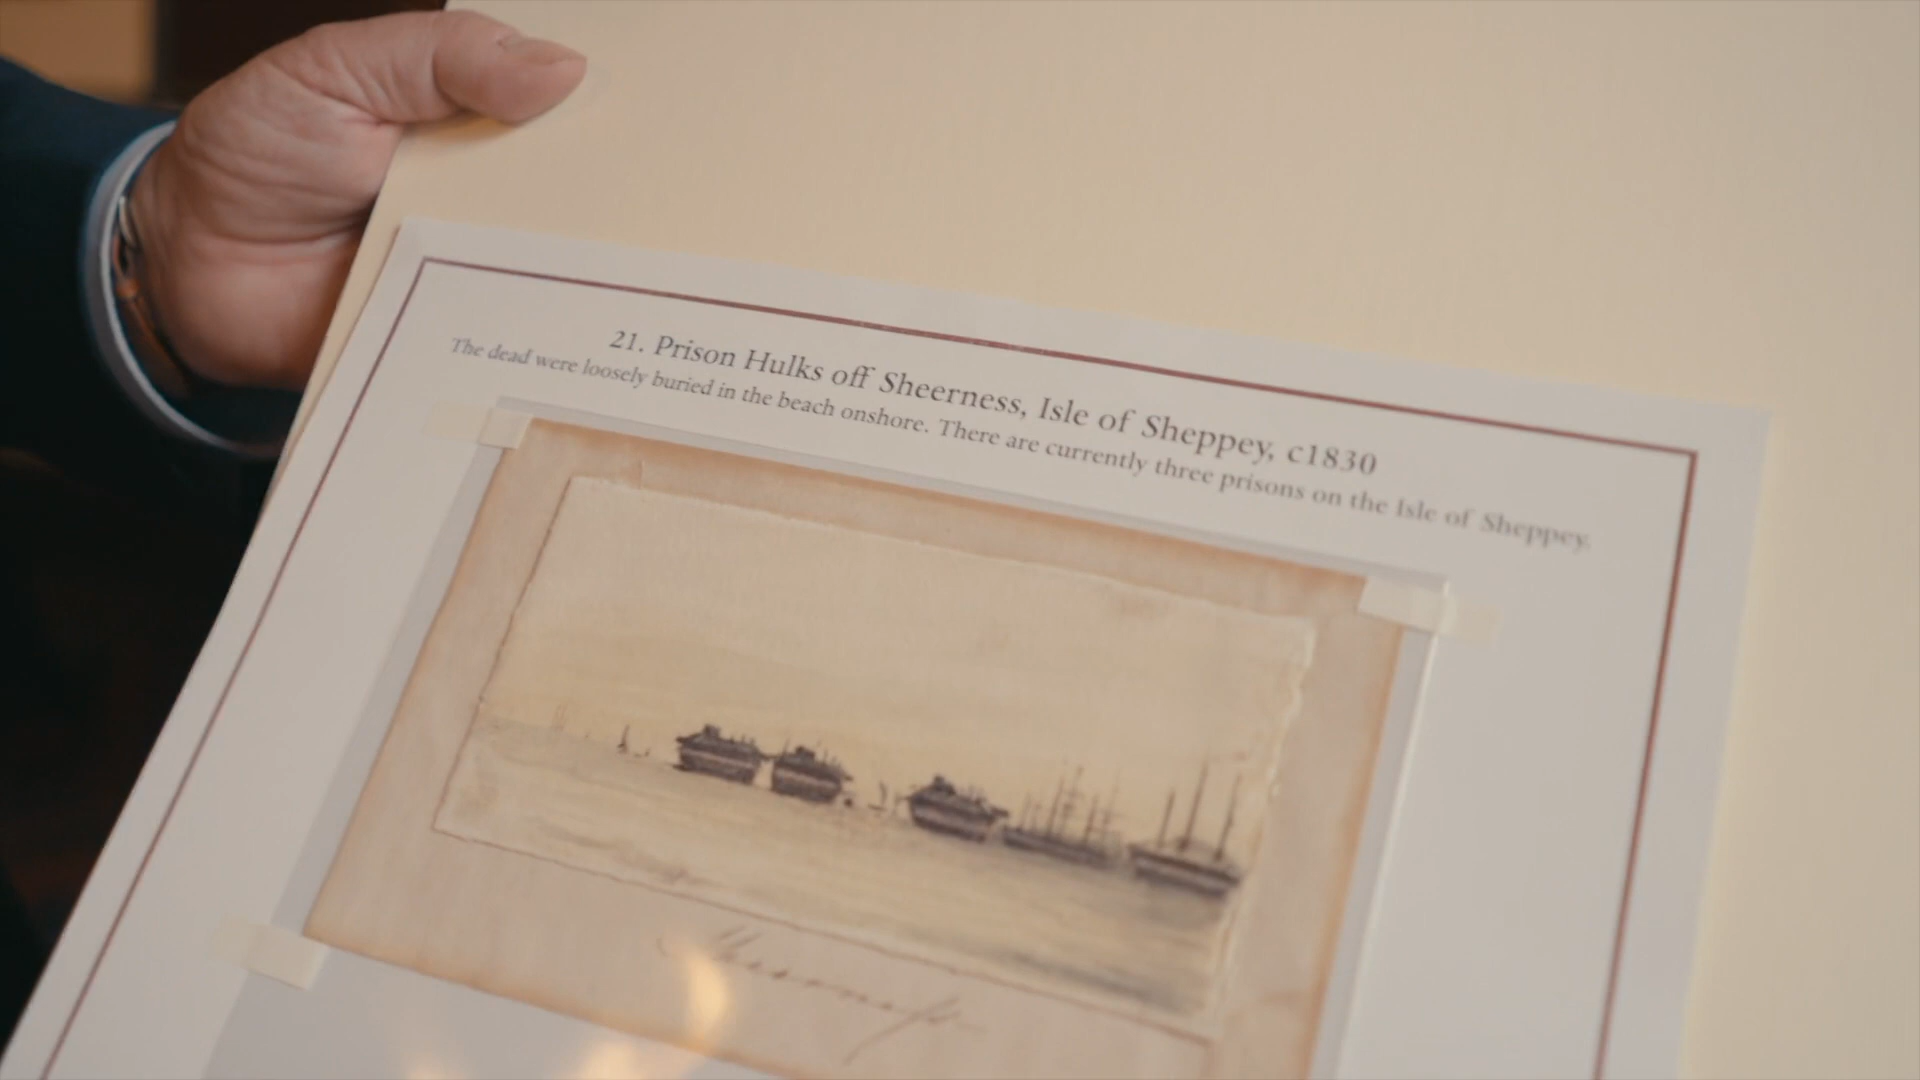 21. Prison Hulks off Sheerness, Isle of Sheppey, c1830
The dead were loosely buried in the beach onshore. There are currently three prisons on the Isle of Sheppey.
Sheerness